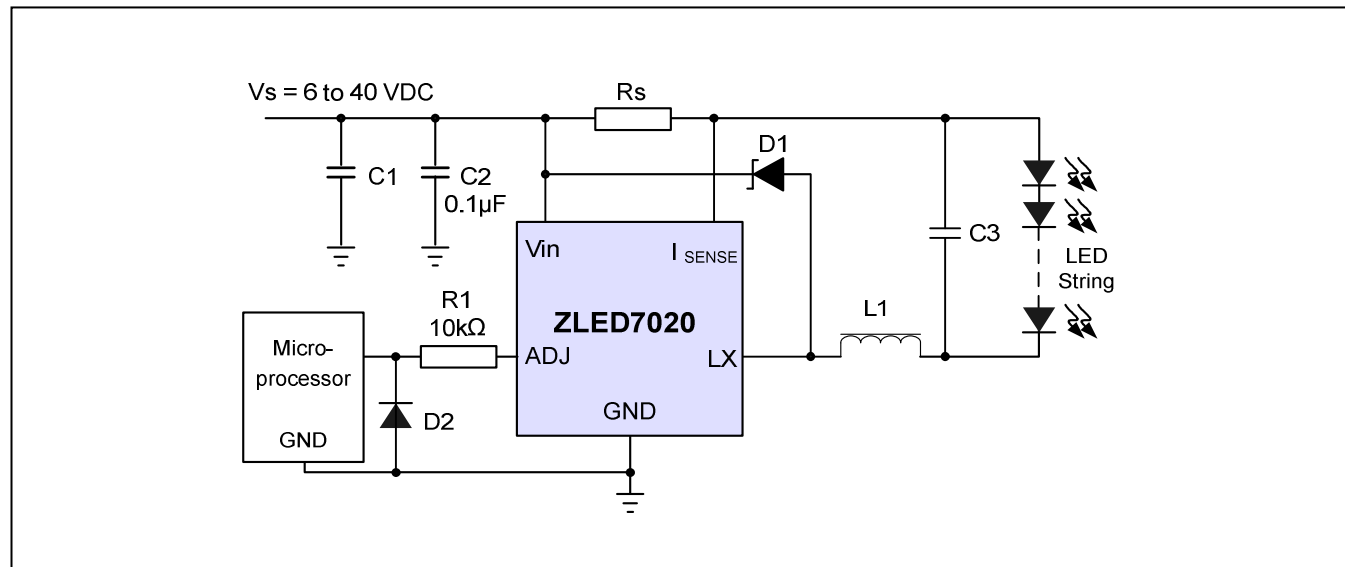 Vs = 6 to 40 VDC
Rs
D1
C1
C2
0.1µF
C3
Vin
I SENSE
LED
String
R1
10kΩ
L1
ZLED7020
Micro-
processor
ADJ
LX
D2
GND
GND